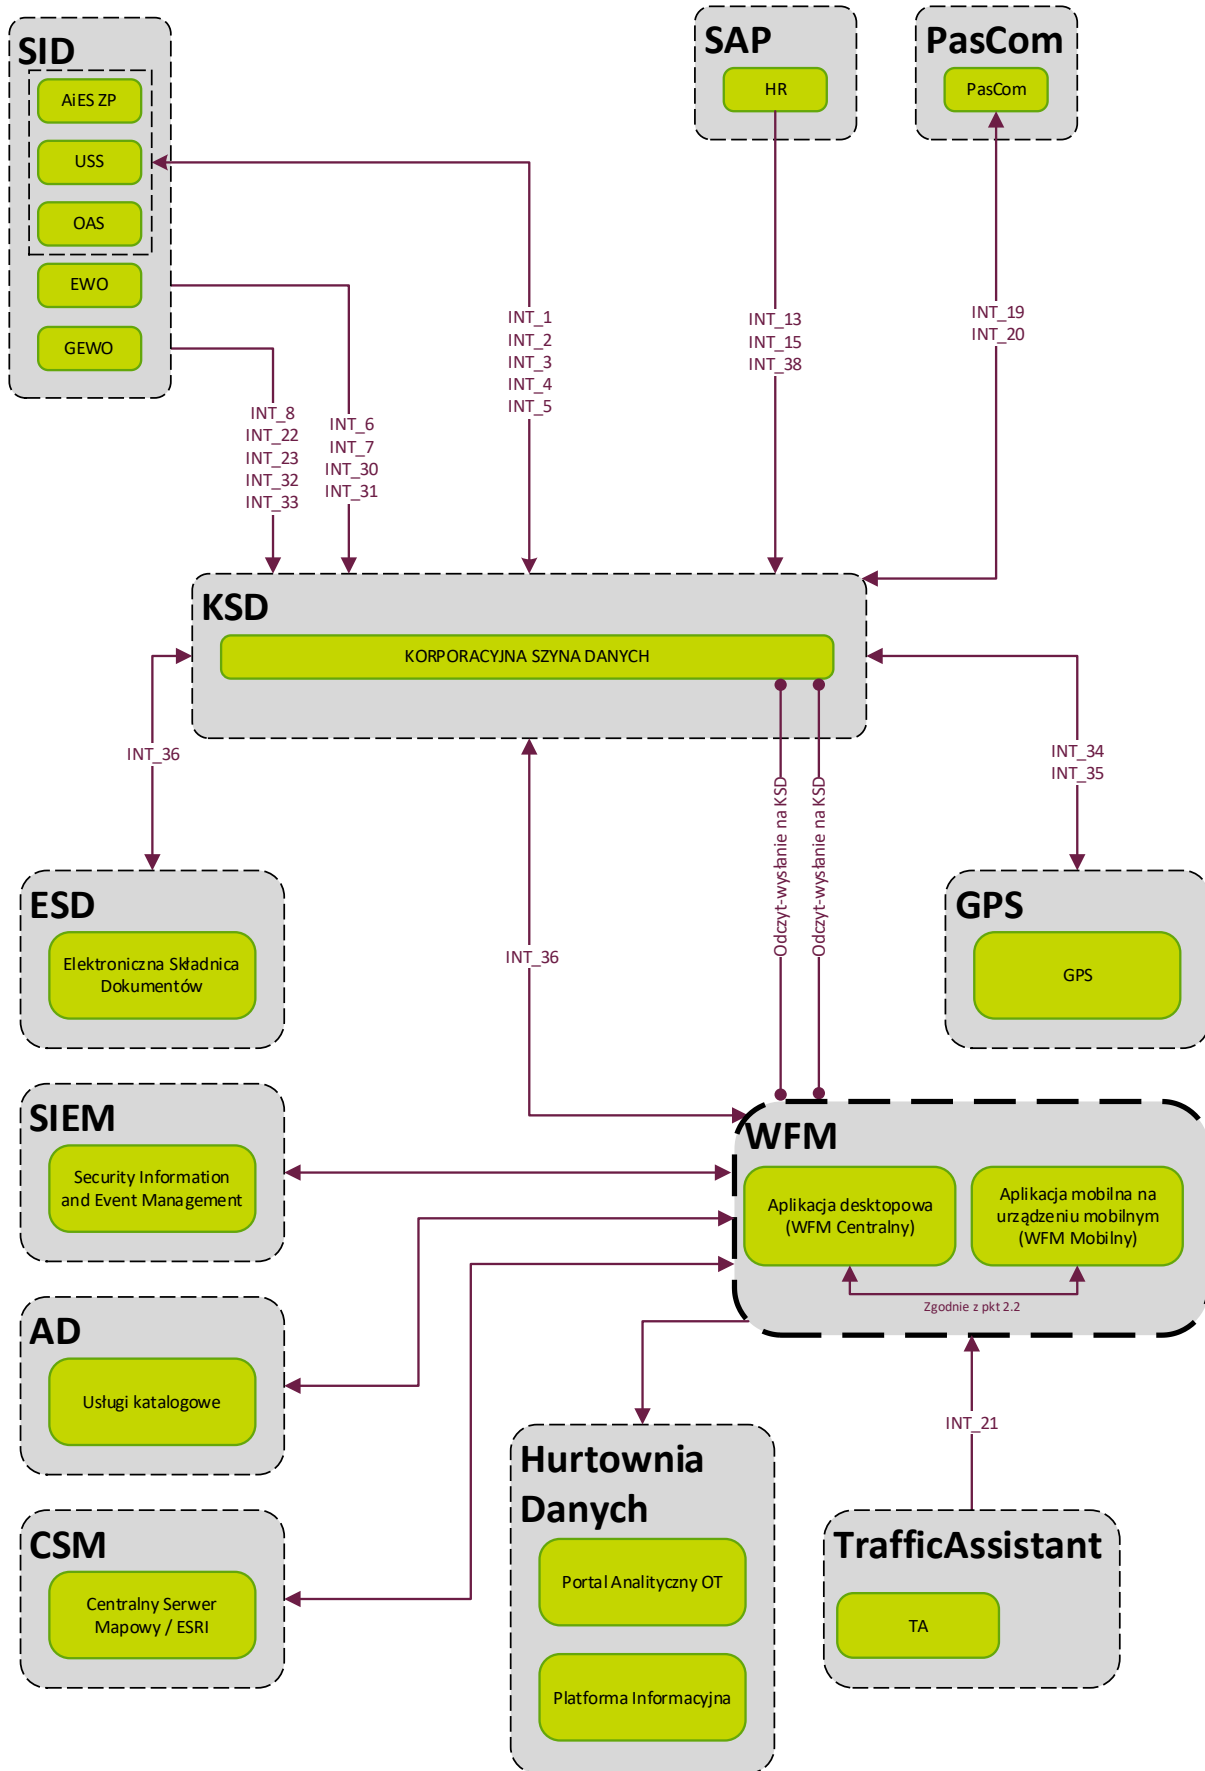 SID
AiES ZP
USS
OAS
EWO
GEWO
SAP
HR
PasCom
PasCom
INT_1
INT_2
INT_3
INT_4
INT_5
INT_13
INT_15
INT_38
INT_19
INT_20
INT_8
INT_22
INT_23
INT_32
INT_33
INT_6
INT_7
INT_30
INT_31
KSD
KORPORACYJNA SZYNA DANYCH
INT_36
INT_34
INT_35
Odczyt-wysłanie na KSD
Odczyt-wysłanie na KSD
ESD
Elektroniczna Składnica
Dokumentów
INT_36
GPS
GPS
SIEM
Security Information
and Event Management
WFM
Aplikacja desktopowa
(WFM Centralny)
Aplikacja mobilna na
urządzeniu mobilnym
(WFM Mobilny)
Zgodnie z pkt 2.2
AD
Usługi katalogowe
INT_21
Hurtownia
Danych
Portal Analityczny OT
Platforma Informacyjna
CSM
Centralny Serwer
Mapowy / ESRI
TrafficAssistant
TA